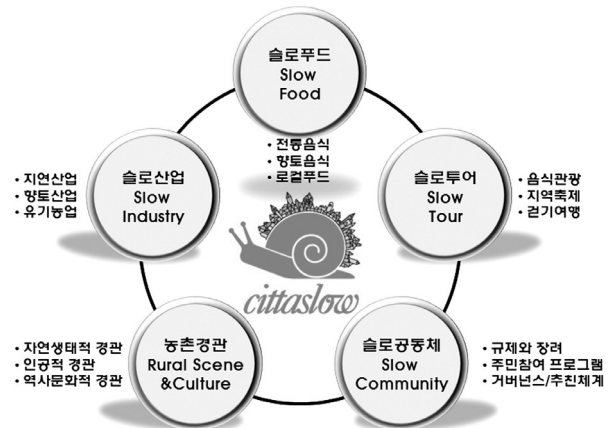 슬로푸드
Slow
Food
• 전통음식
• 향토음식
• 로컬푸드
슬로산업
Slow
Industry
• 지연산업
• 향토산업
• 유기농업
슬로투어
Slow
Tour
• 음식관광
• 지역축제
• 걷기여행
cittaslow
농촌경관
Rural Scene
&Culture
• 자연생태적 경관
• 인공적 경관
• 역사문화적 경관
슬로공동체
Slow
Community
• 규제와 장려
• 주민참여 프로그램
• 거버넌스/추진체계